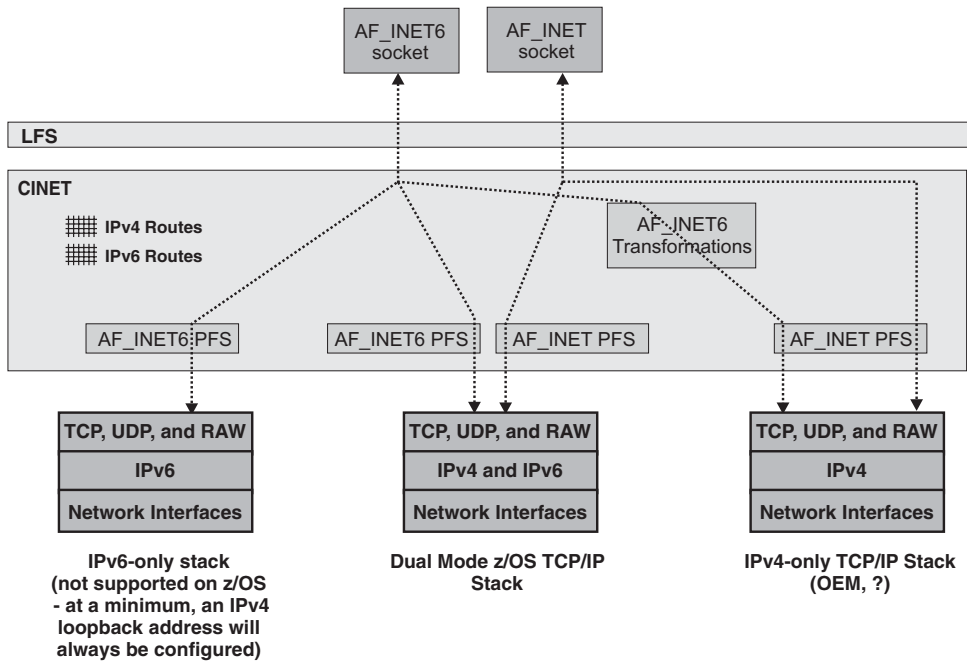 AF_INET6
socket
AF_INET
socket
LFS
CINET
IPv4 Routes
IPv6 Routes
AF_INET6
Transformations
AF_INET6 PFS
AF_INET6 PFS
AF_INET PFS
AF_INET PFS
TCP, UDP, and RAW
IPv6
Network Interfaces
TCP, UDP, and RAW
IPv4 and IPv6
Network Interfaces
TCP, UDP, and RAW
IPv4
Network Interfaces
IPv6-only stack
(not supported on z/OS
- at a minimum, an IPv4
loopback address will
always be configured)
Dual Mode z/OS TCP/IP
Stack
IPv4-only TCP/IP Stack
(OEM, ?)